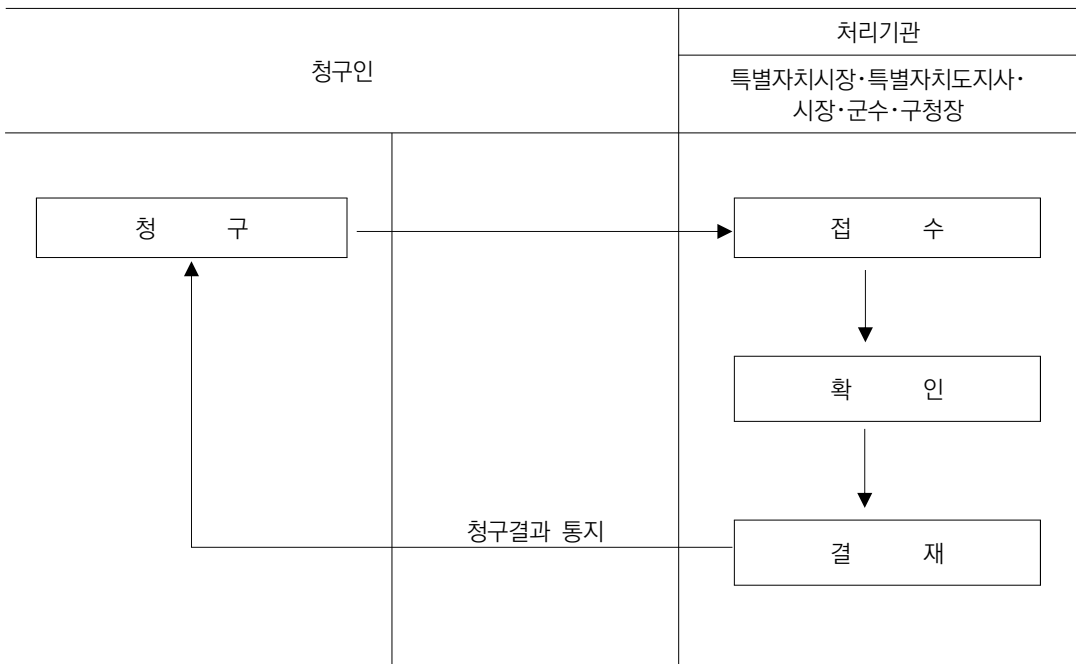 청구인
처리기관
특별자치시장·특별자치도지사·
시장·군수·구청장
청 구
접 수
확 인
청구결과 통지
결 재